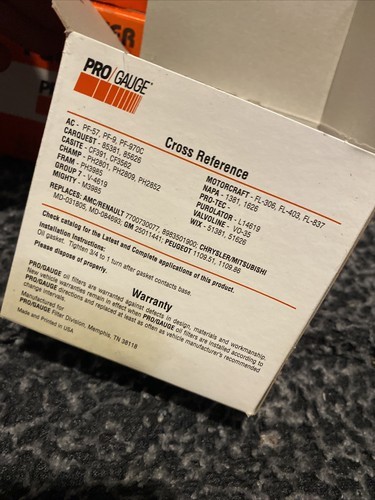 PRO/GAUGE
Cross Reference
AC - PF-57, PF-9, PF-970C
CARQUEST - 85381, 85626
CASITE - CF391, CF3562
CHAMP - PH2801, PH2809, PH2852
FRAM - PH3985
GROUP 7 - V-4619
MIGHTY - M3985
MOTORCRAFT - FL-306, FL-403, FL-837
NAPA - 1381, 1626
PRO-TEC -
PUROLATOR - L14619
VALVOLINE - VO-35
WIX - 51381, 51626
REPLACES: AMC/RENAULT 7700730077, 8983501900; CHRYSLER/MITSUBISHI
MD-031805, MD-084693; GM 25011441; PEUGEOT 1109.51, 1109.88
Check catalog for the Latest and Complete applications of this product.
Installation Instructions:
Oil gasket. Tighten 3/4 to 1 turn after gasket contacts base.
Please dispose of properly.
Warranty
PRO/GAUGE oil filters are warranted against defects in design, materials and workmanship.
New vehicle warranties remain in effect when PRO/GAUGE oil filters are installed according to
PRO/GAUGE directions and replaced at least as often as vehicle manufacturer's recommended
change intervals.
Manufactured for
PRO/GAUGE Filter Division, Memphis, TN 38118
Made and Printed in USA